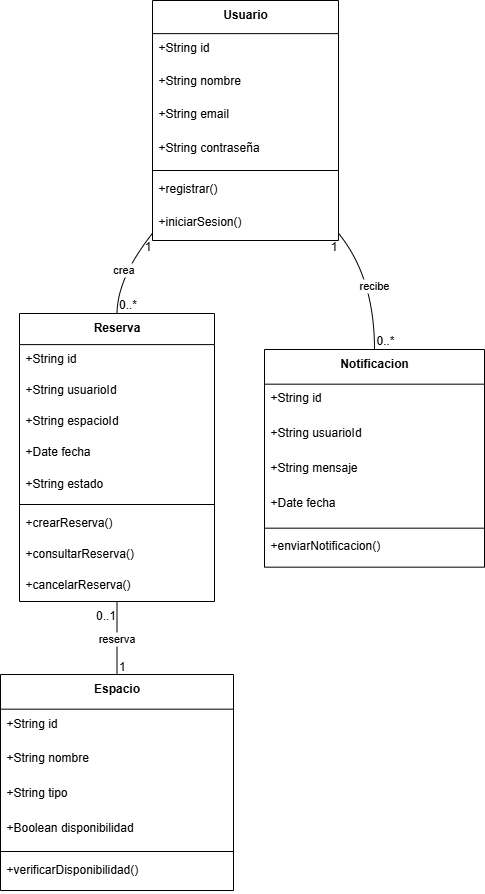 Usuario
+String id
+String nombre
+String email
+String contraseña
+registrar()
+iniciarSesion()
1
1
crea
recibe
0..*
0..*
Reserva
+String id
+String usuarioId
+String espacioId
+Date fecha
+String estado
+crearReserva()
+consultarReserva()
+cancelarReserva()
Notificacion
+String id
+String usuarioId
+String mensaje
+Date fecha
+enviarNotificacion()
0..1
reserva
1
Espacio
+String id
+String nombre
+String tipo
+Boolean disponibilidad
+verificarDisponibilidad()